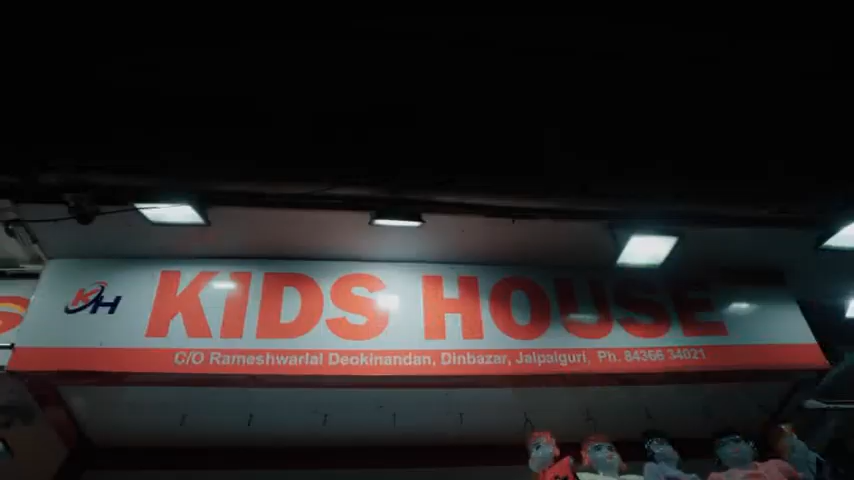 KH
KIDS HOUSE
C/O Rameshwarlal Deokinandan, Dinbazar, Jalpaiguri, Ph. 84366 34021